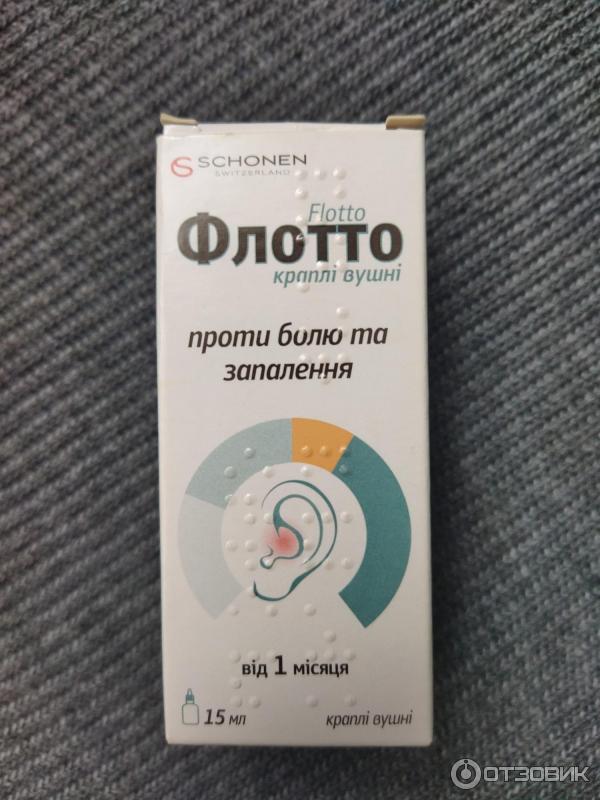 SCHONEN
SWITZERLAND
Flotto
Флотто
краплі вушні
проти болю та
запалення
від 1 місяця
15 мл
краплі вушні
ОТЗОВИК